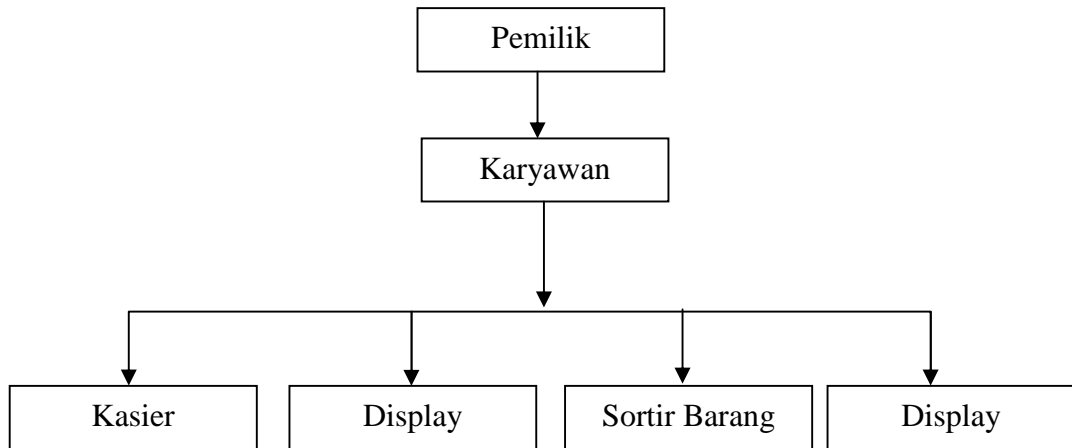 Pemilik
Karyawan
Kasier
Display
Sortir Barang
Display